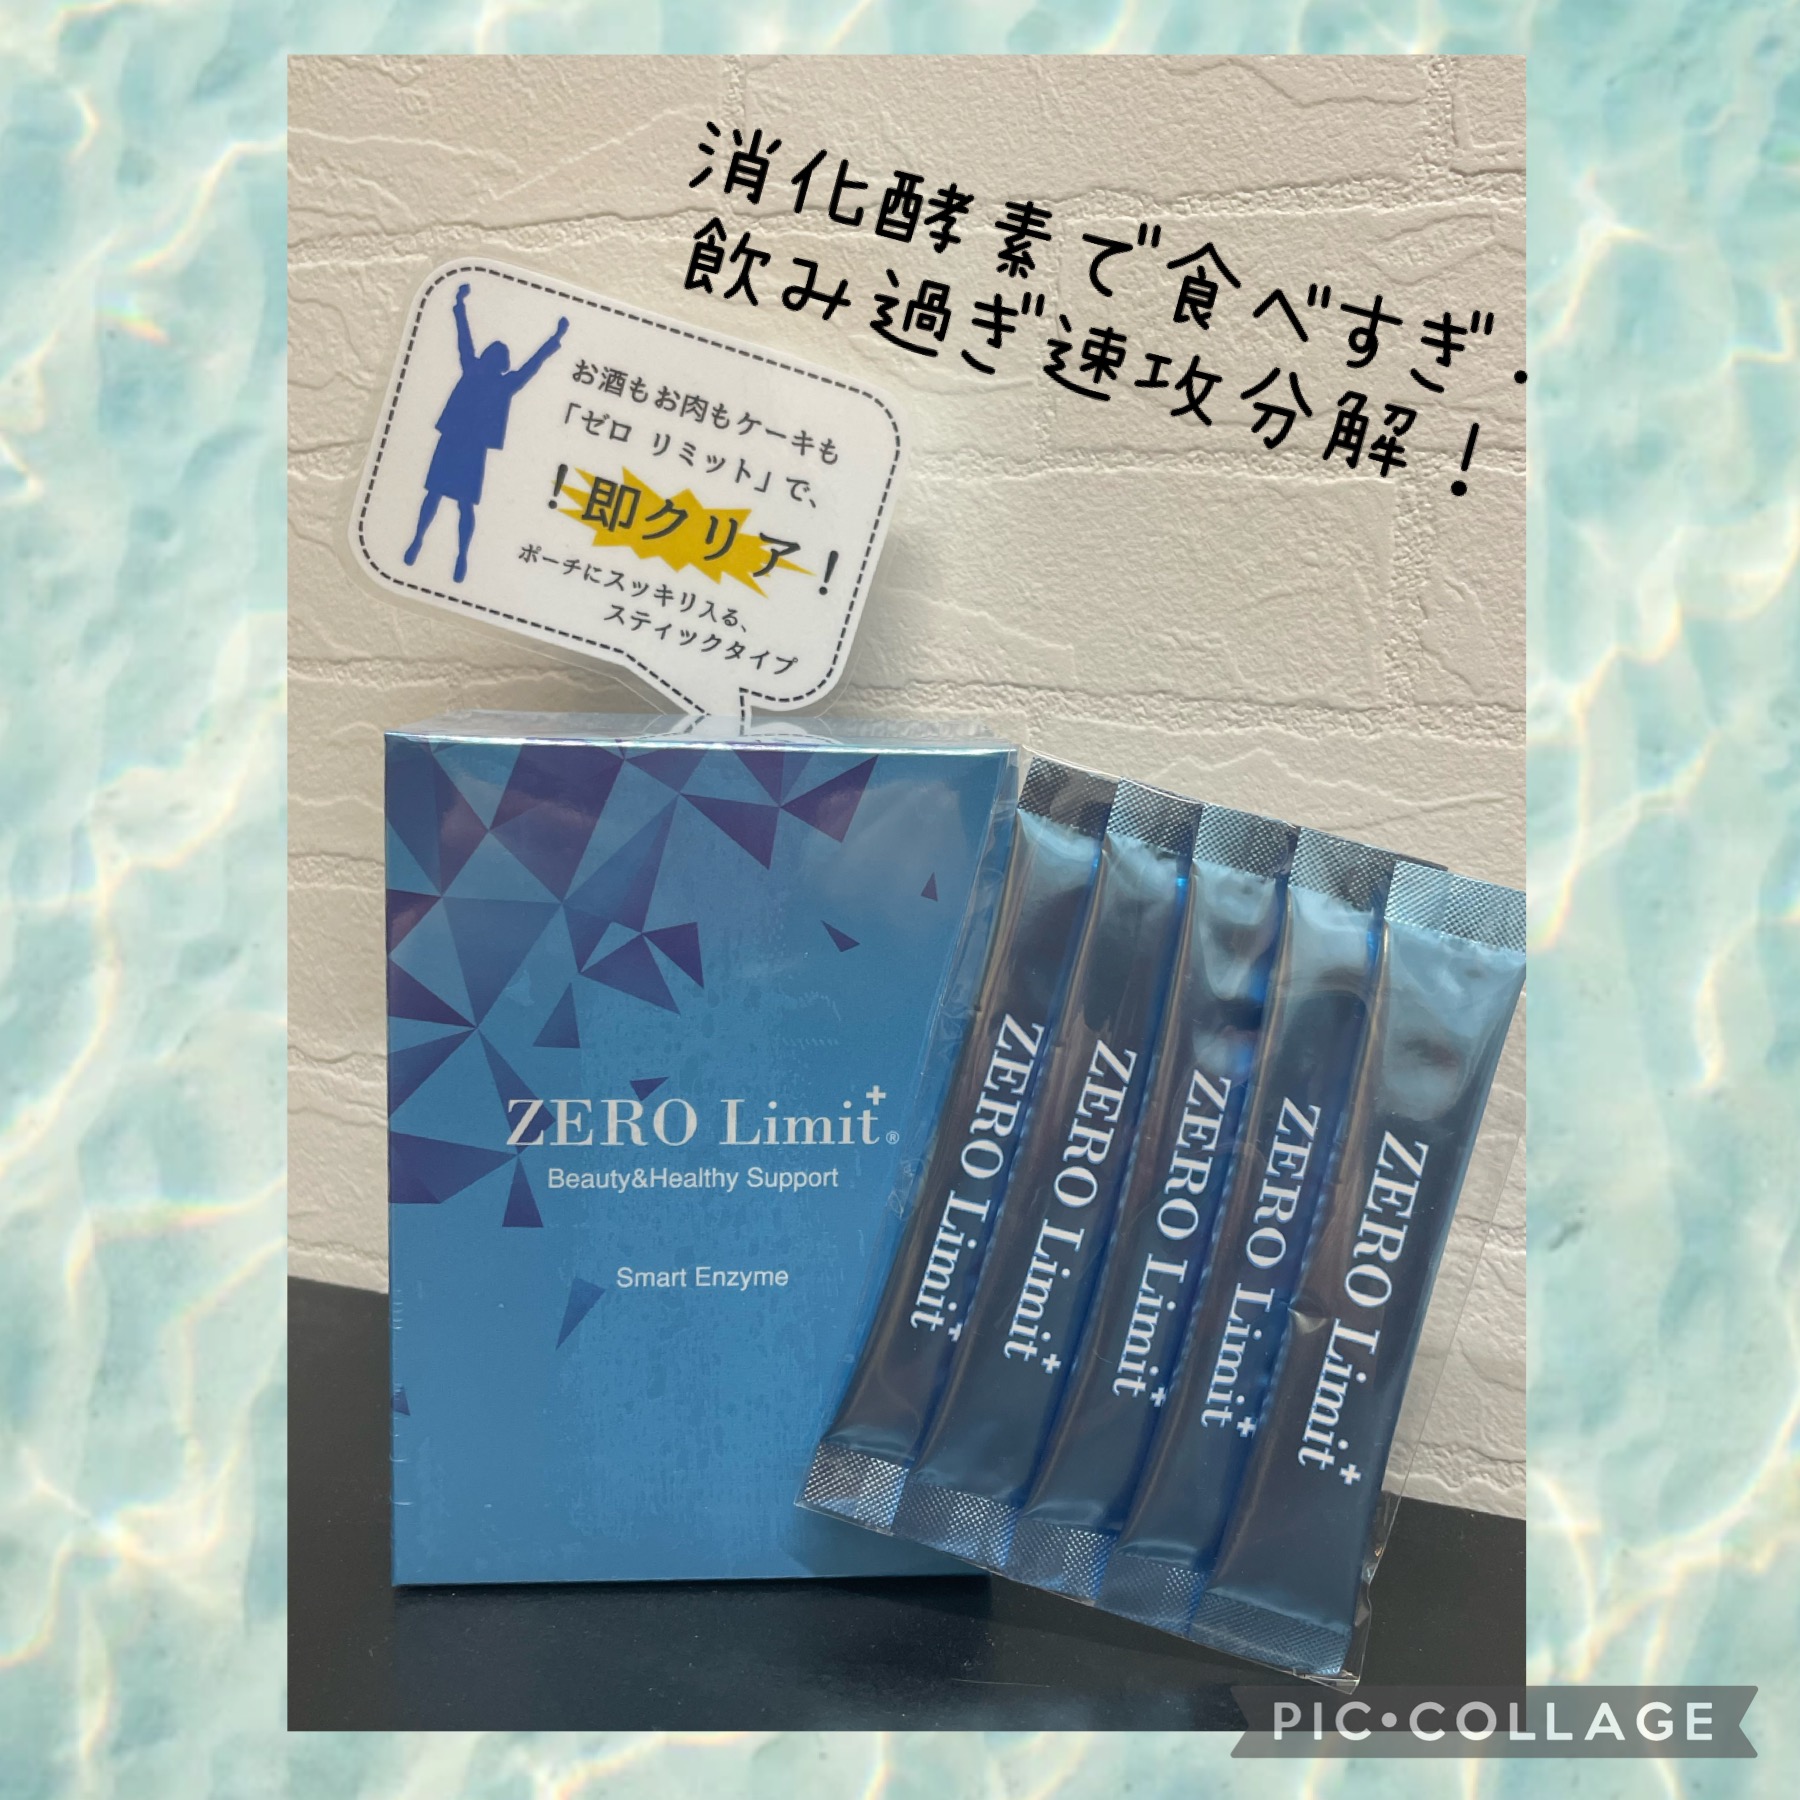 消化酵素で食べすぎ・
飲み過ぎ速攻分解！
お酒もお肉もケーキも
「ゼロ リミット」で、
！即クリア！
ポーチにスッキリ入る、
スティックタイプ
ZERO Limit+®
Beauty&Healthy Support
Smart Enzyme
ZERO Limit+
ZERO Limit+
ZERO Limit+
ZERO Limit+
ZERO Limit+
PIC•COLLAGE